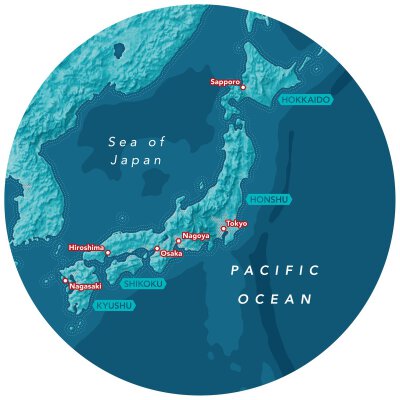 Sapporo
HOKKAIDO
Sea of
Japan
HONSHU
Tokyo
Nagoya
Hiroshima
Osaka
PACIFIC
OCEAN
SHIKOKU
Nagasaki
KYUSHU